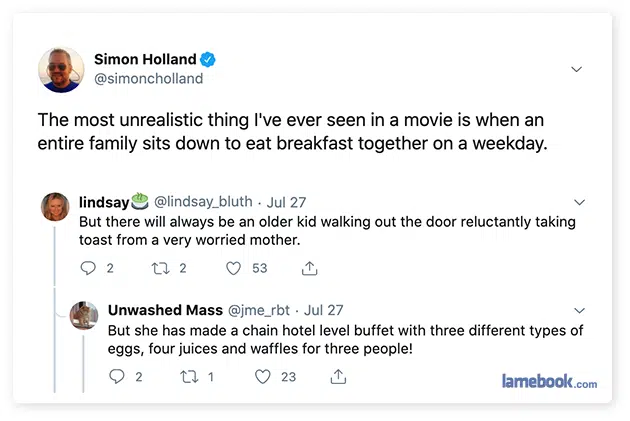 Simon Holland
@simoncholland
The most unrealistic thing I've ever seen in a movie is when an
entire family sits down to eat breakfast together on a weekday.
lindsay @lindsay_bluth · Jul 27
But there will always be an older kid walking out the door reluctantly taking
toast from a very worried mother.
2 2 53
Unwashed Mass @jme_rbt · Jul 27
But she has made a chain hotel level buffet with three different types of
eggs, four juices and waffles for three people!
2 1 23
lamebook.com